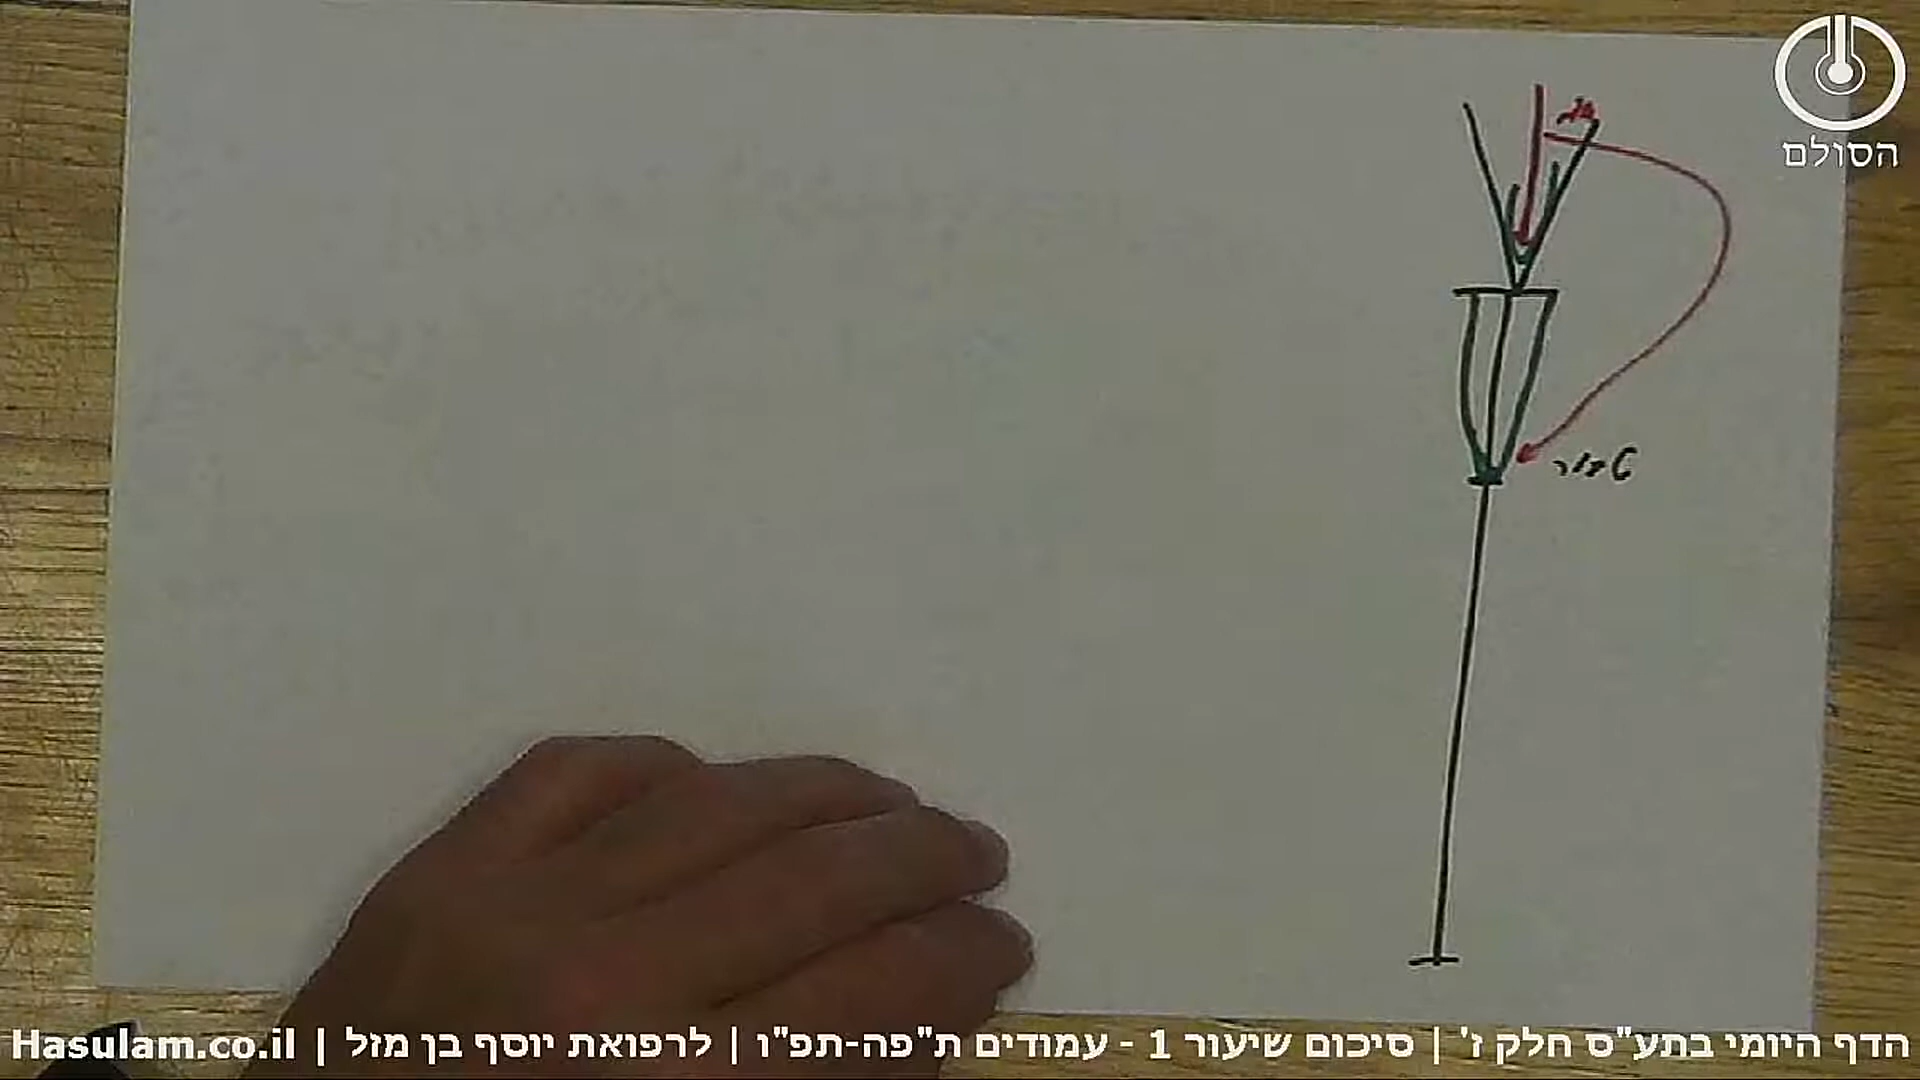 הסולם
טבור
הדף היומי בתע"ס חלק ז' | סיכום שיעור 1 - עמודים ת"פה-תפ"ו | לרפואת יוסף בן מזל | Hasulam.co.il